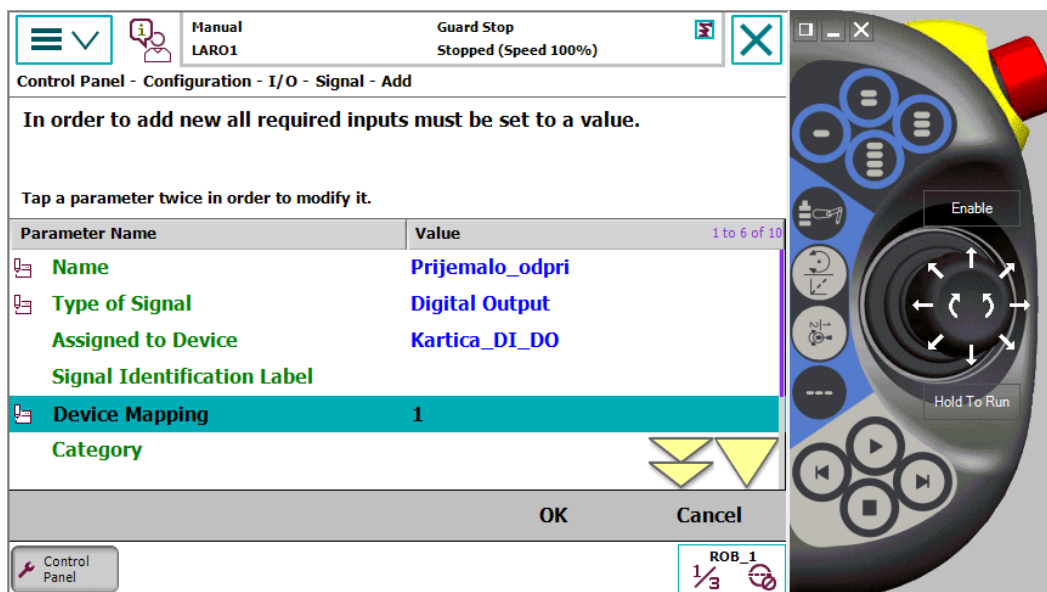 Manual
LARO1
Guard Stop
Stopped (Speed 100%)
Control Panel - Configuration - I/O - Signal - Add
In order to add new all required inputs must be set to a value.
Tap a parameter twice in order to modify it.
Parameter Name Value 1 to 6 of 10
Name Prijemalo_odpri
Type of Signal Digital Output
Assigned to Device Kartica_DI_DO
Signal Identification Label
Device Mapping 1
Category
OK Cancel
Control
Panel
ROB_1
1/3
Enable
Hold To Run